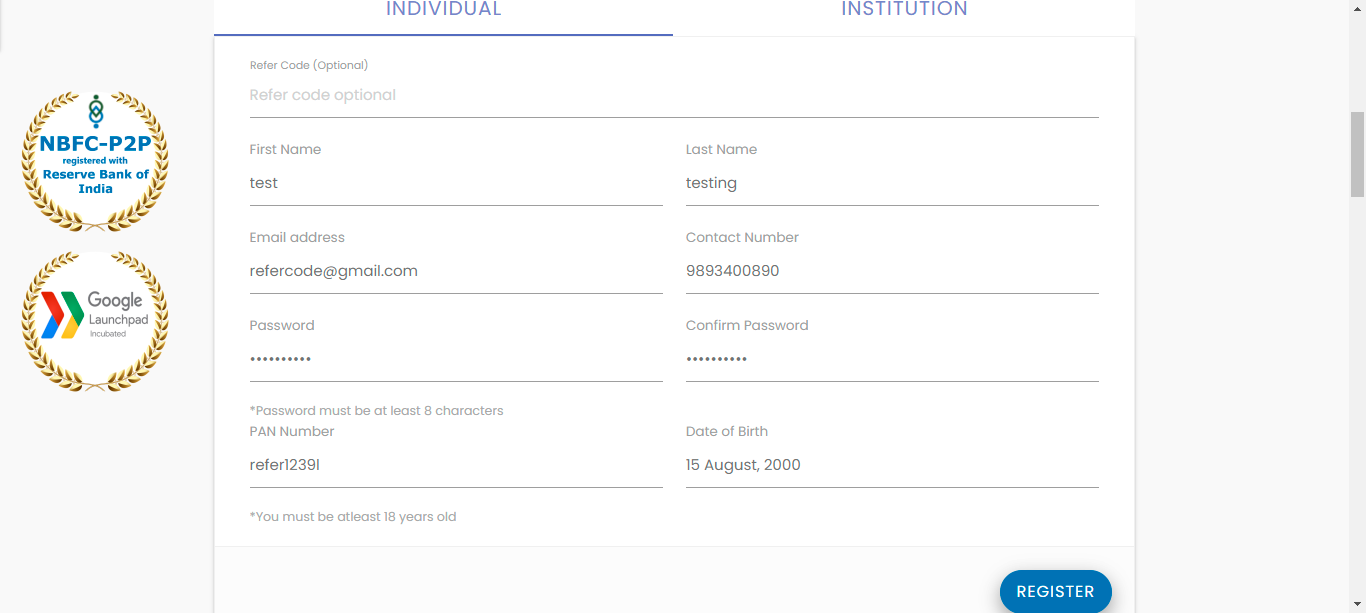 INDIVIDUAL INSTITUTION
Refer Code (Optional)
Refer code optional
NBFC-P2P
registered with
Reserve Bank of
India
First Name Last Name
test testing
Email address Contact Number
refercode@gmail.com 9893400890
Google
Launchpad
Incubated
Password Confirm Password
•••••••••• ••••••••••
*Password must be at least 8 characters
PAN Number Date of Birth
refer1239l 15 August, 2000
*You must be atleast 18 years old
REGISTER